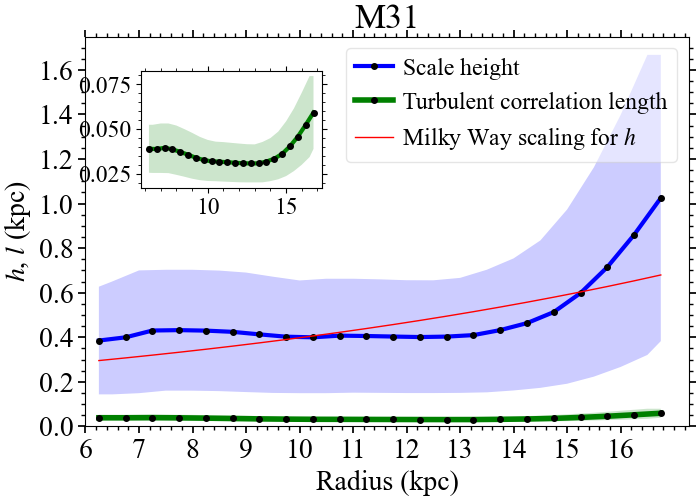 M31
Scale height
Turbulent correlation length
Milky Way scaling for h
1.6
1.4
1.2
1.0
0.8
0.6
0.4
0.2
0.0
h, l (kpc)
0.075
0.050
0.025
10 15
6 7 8 9 10 11 12 13 14 15 16
Radius (kpc)